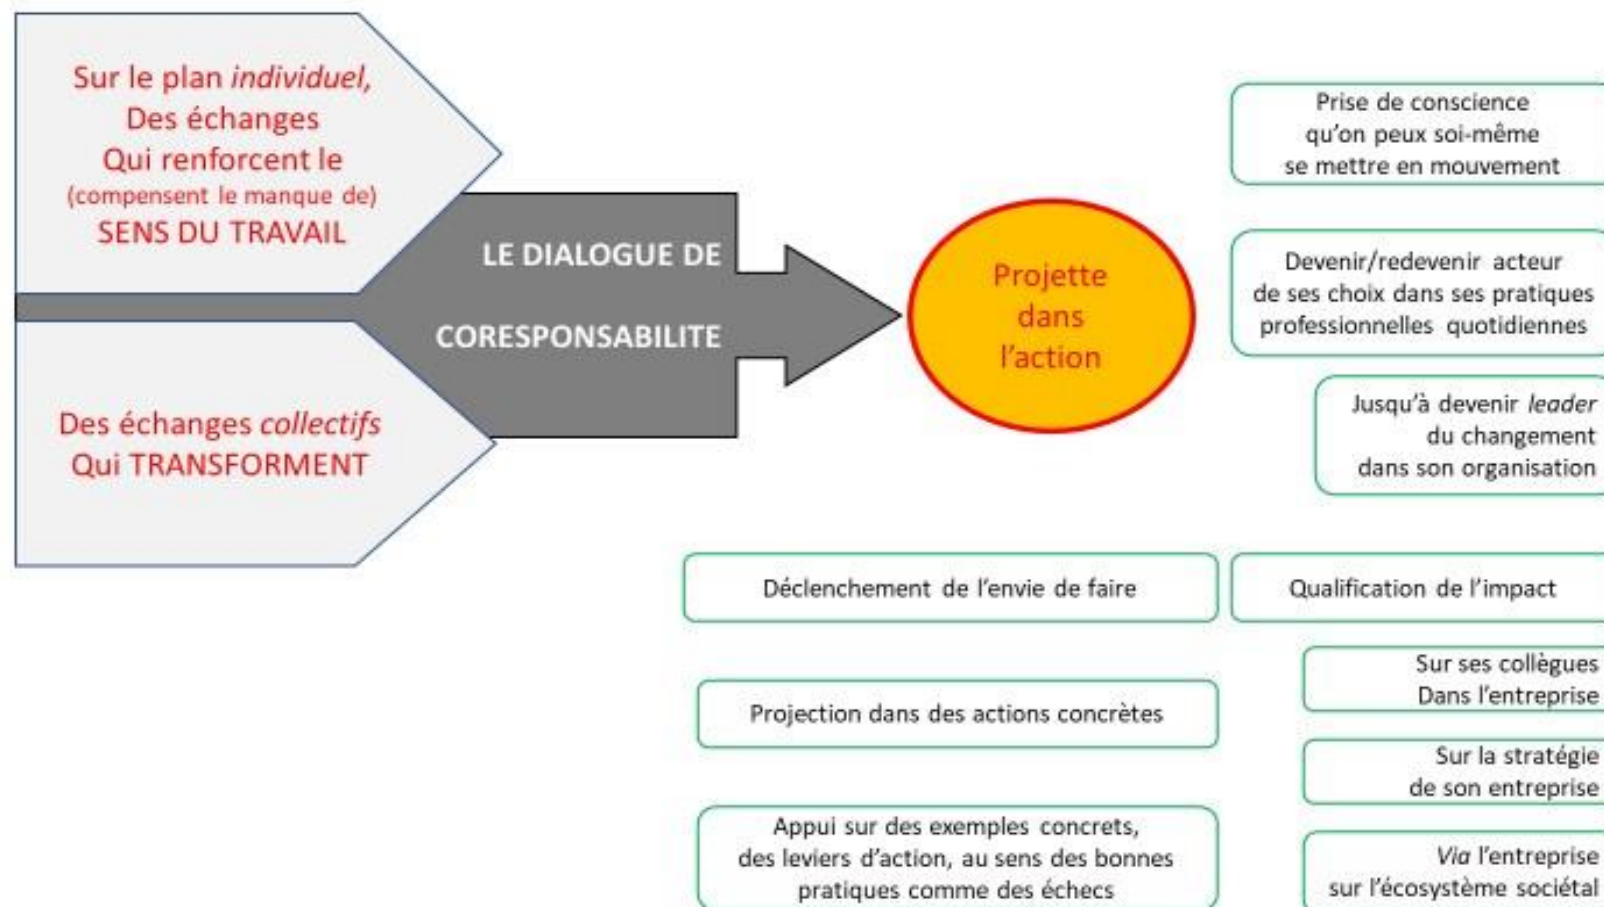 Sur le plan individuel,
Des échanges
Qui renforcent le
(compensent le manque de)
SENS DU TRAVAIL
Des échanges collectifs
Qui TRANSFORMENT
LE DIALOGUE DE
CORESPONSABILITE
Projette
dans
l'action
Prise de conscience
qu'on peux soi-même
se mettre en mouvement
Devenir/redevenir acteur
de ses choix dans ses pratiques
professionnelles quotidiennes
Jusqu'à devenir leader
du changement
dans son organisation
Déclenchement de l'envie de faire
Projection dans des actions concrètes
Appui sur des exemples concrets,
des leviers d'action, au sens des bonnes
pratiques comme des échecs
Qualification de l'impact
Sur ses collègues
Dans l'entreprise
Sur la stratégie
de son entreprise
Via l'entreprise
sur l'écosystème sociétal